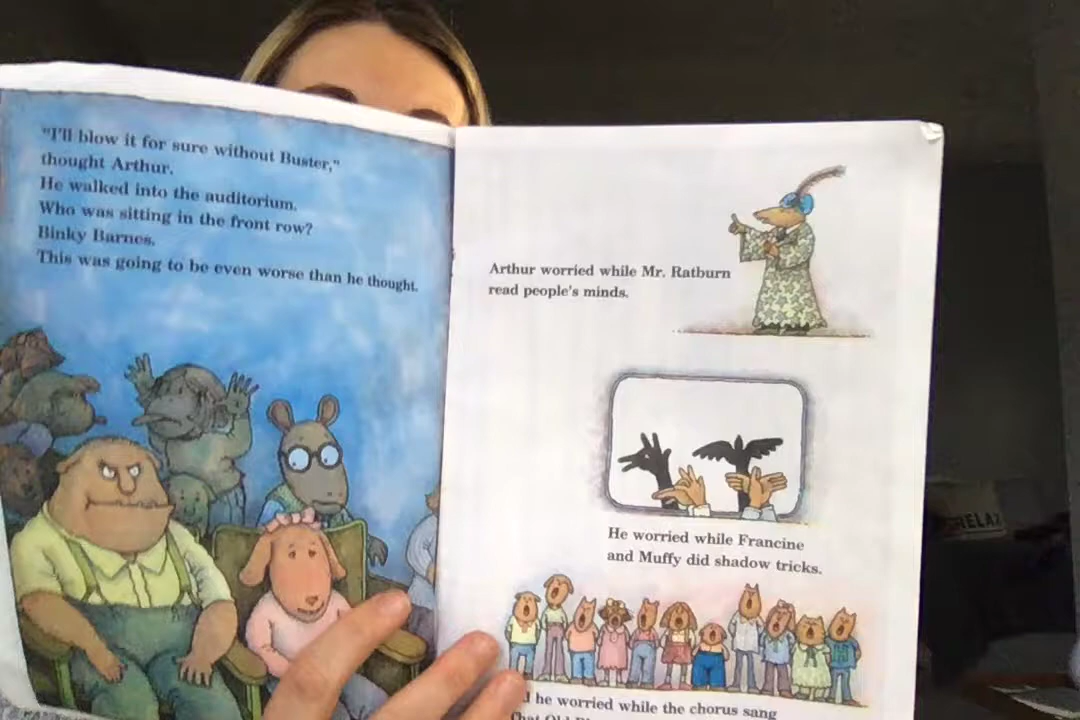 "I'll blow it for sure without Buster,"
thought Arthur.
He walked into the auditorium.
Who was sitting in the front row?
Binky Barnes.
This was going to be even worse than he thought.
Arthur worried while Mr. Ratburn
read people's minds.
He worried while Francine
and Muffy did shadow tricks.
he worried while the chorus sang
RELAX